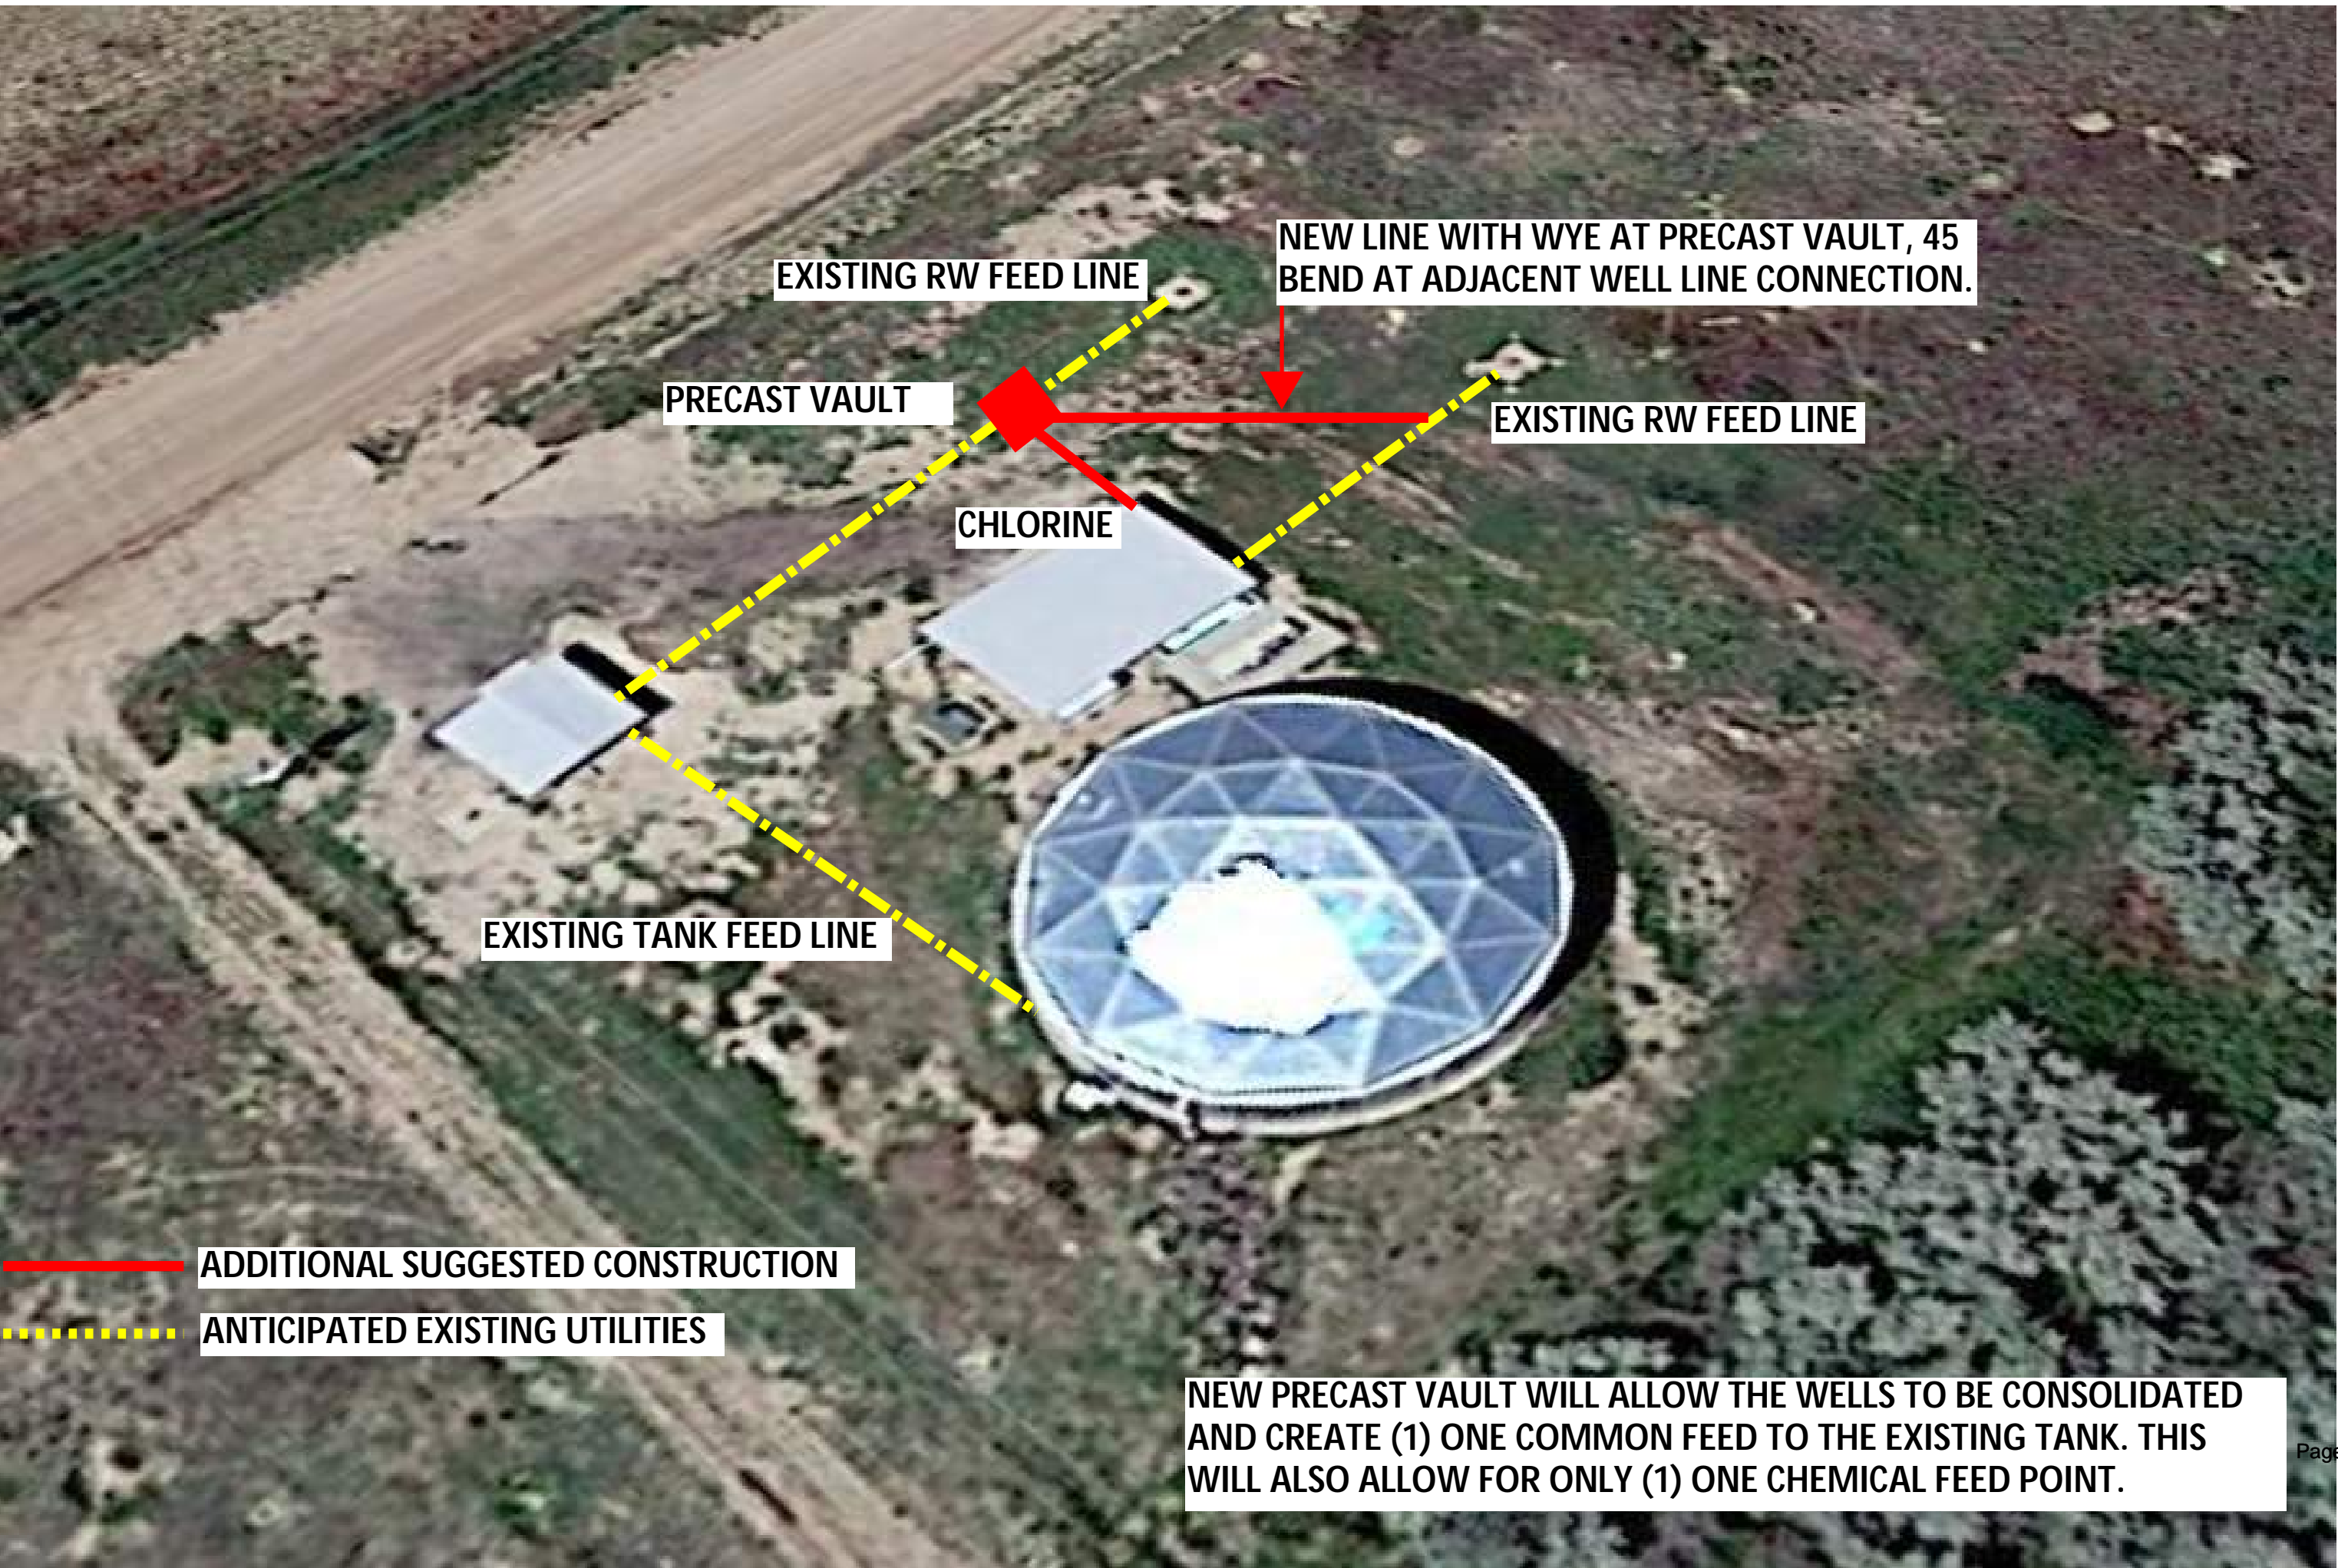 NEW LINE WITH WYE AT PRECAST VAULT, 45
BEND AT ADJACENT WELL LINE CONNECTION.
EXISTING RW FEED LINE
PRECAST VAULT
EXISTING RW FEED LINE
CHLORINE
EXISTING TANK FEED LINE
ADDITIONAL SUGGESTED CONSTRUCTION
ANTICIPATED EXISTING UTILITIES
NEW PRECAST VAULT WILL ALLOW THE WELLS TO BE CONSOLIDATED
AND CREATE (1) ONE COMMON FEED TO THE EXISTING TANK. THIS
WILL ALSO ALLOW FOR ONLY (1) ONE CHEMICAL FEED POINT.
Page